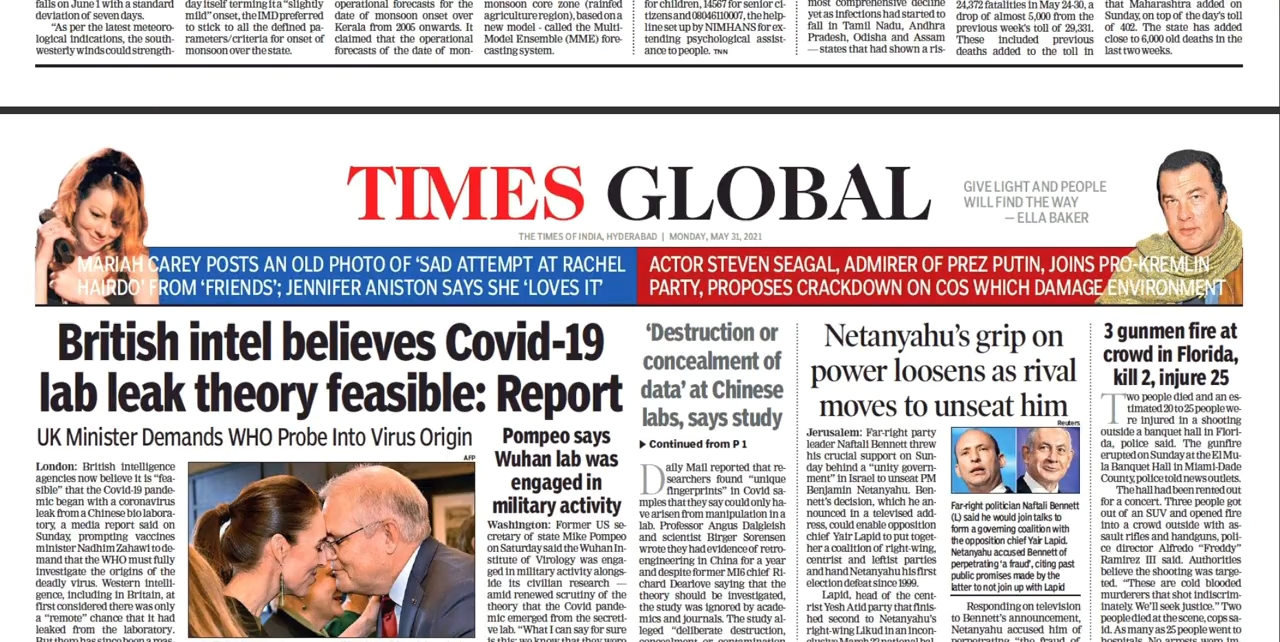 falls on June 1 with a standard
deviation of seven days.
"As per the latest meteoro-
logical indications, the south-
westerly winds could strength-
day itself terming it a "slightly
mild" onset, the IMD preferred
to stick to all the defined pa-
rameters/criteria for onset of
monsoon over the state.
operational forecasts for the
date of monsoon onset over
Kerala from 2005 onwards. It
claimed that the operational
forecasts of the date of mon-
monsoon core zone (rainfed
agriculture region), based on a
new model - called the Multi-
Model Ensemble (MME) fore-
casting system.
for children, 14567 for senior ci-
tizens and 08046110007, the help-
line set up by NIMHANS for ex-
tending psychological assist-
ance to people. TNN
most comprehensive decline
yet as infections had started to
fall in Tamil Nadu, Andhra
Pradesh, Odisha and Assam
— states that had shown a ris-
24,372 fatalities in May 24-30, a
drop of almost 5,000 from the
previous week's toll of 29,331.
These included previous
deaths added to the toll in
that Maharashtra added on
Sunday, on top of the day's toll
of 402. The state has added
close to 6,000 old deaths in the
last two weeks.
TIMES GLOBAL
THE TIMES OF INDIA, HYDERABAD | MONDAY, MAY 31, 2021
GIVE LIGHT AND PEOPLE
WILL FIND THE WAY
— ELLA BAKER
MARIAH CAREY POSTS AN OLD PHOTO OF 'SAD ATTEMPT AT RACHEL
HAIRDO' FROM 'FRIENDS'; JENNIFER ANISTON SAYS SHE 'LOVES IT'
ACTOR STEVEN SEAGAL, ADMIRER OF PREZ PUTIN, JOINS PRO-KREMLIN
PARTY, PROPOSES CRACKDOWN ON COS WHICH DAMAGE ENVIRONMENT
British intel believes Covid-19
lab leak theory feasible: Report
UK Minister Demands WHO Probe Into Virus Origin
AFP
London: British intelligence
agencies now believe it is "fea-
sible" that the Covid-19 pande-
mic began with a coronavirus
leak from a Chinese bio labora-
tory, a media report said on
Sunday, prompting vaccines
minister Nadhim Zahawi to de-
mand that the WHO must fully
investigate the origins of the
deadly virus. Western intelli-
gence, including in Britain, at
first considered there was only
a "remote" chance that it had
leaked from the laboratory.
But there has since been a reas-
Pompeo says
Wuhan lab was
engaged in
military activity
Washington: Former US se-
cretary of state Mike Pompeo
on Saturday said the Wuhan In-
stitute of Virology was enga-
ged in military activity alongs-
ide its civilian research —
amid renewed scrutiny of the
theory that the Covid pande-
mic emerged from the secreti-
ve lab. "What I can say for sure
is this: we know that they were
'Destruction or
concealment of
data' at Chinese
labs, says study
▶ Continued from P 1
Daily Mail reported that re-
searchers found "unique
fingerprints" in Covid sa-
mples that they say could only ha-
ve arisen from manipulation in a
lab. Professor Angus Dalgleish
and scientist Birger Sorensen
wrote they had evidence of retro-
engineering in China for a year
and despite former MI6 chief Ri-
chard Dearlove saying that the
theory should be investigated,
the study was ignored by acade-
mics and journals. The study al-
leged "deliberate destruction,
concealment or contamination
Netanyahu's grip on
power loosens as rival
moves to unseat him
Reuters
Jerusalem: Far-right party
leader Naftali Bennett threw
his crucial support on Sun-
day behind a "unity govern-
ment" in Israel to unseat PM
Benjamin Netanyahu. Ben-
nett's decision, which he an-
nounced in a televised ad-
dress, could enable opposition
chief Yair Lapid to put toget-
her a coalition of right-wing,
centrist and leftist parties
and hand Netanyahu his first
election defeat since 1999.
Lapid, head of the cent-
rist Yesh Atid party that finis-
hed second to Netanyahu's
right-wing Likud in an incon-
Far-right politician Naftali Bennett
(L) said he would join talks to
form a governing coalition with
the opposition chief Yair Lapid.
Netanyahu accused Bennett of
perpetrating 'a fraud', citing past
public promises made by the
latter to not join up with Lapid
Responding on television
to Bennett's announcement,
Netanyahu accused him of
perpetrating "the fraud of
3 gunmen fire at
crowd in Florida,
kill 2, injure 25
Two people died and an es-
timated 20 to 25 people we-
re injured in a shooting
outside a banquet hall in Flori-
da, police said. The gunfire
erupted on Sunday at the El Mu-
la Banquet Hall in Miami-Dade
County, police told news outlets.
The hall had been rented out
for a concert. Three people got
out of an SUV and opened fire
into a crowd outside with as-
sault rifles and handguns, poli-
ce director Alfredo "Freddy"
Ramirez III said. Authorities
believe the shooting was targe-
ted. "These are cold blooded
murderers that shot indiscrim-
inately. We'll seek justice." Two
people died at the scene, cops sa-
id. As many as 25 people went to
hospitals. No arrests were im-